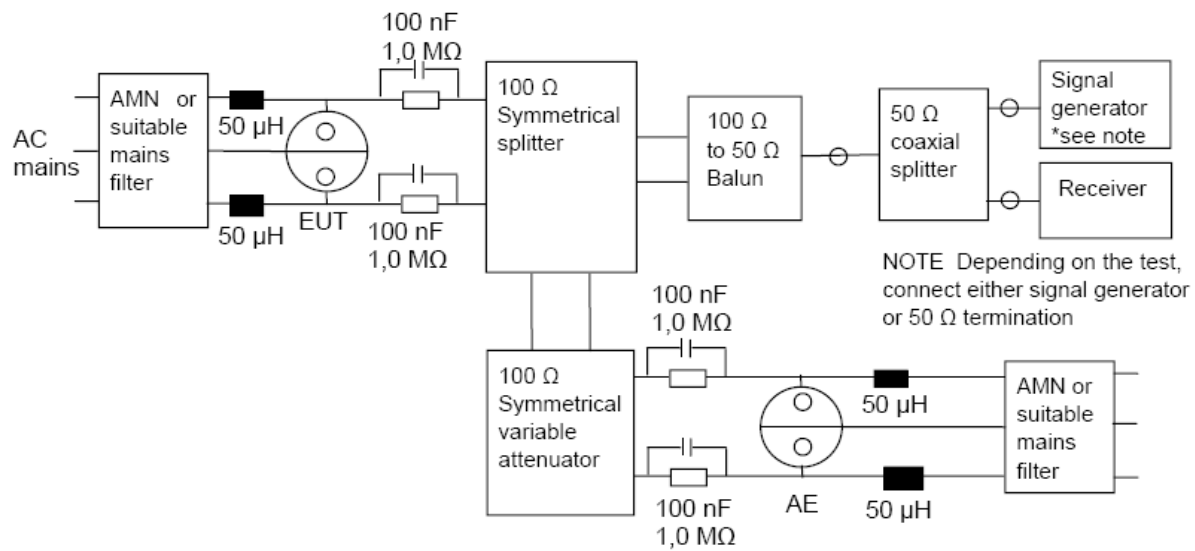 100 nF
1,0 MΩ
AMN or
suitable
mains
filter
AC
mains
50 µH
50 µH
EUT
100 nF
1,0 MΩ
100 Ω
Symmetrical
splitter
100 Ω
to 50 Ω
Balun
50 Ω
coaxial
splitter
Signal
generator
*see note
Receiver
NOTE Depending on the test,
connect either signal generator
or 50 Ω termination
100 Ω
Symmetrical
variable
attenuator
100 nF
1,0 MΩ
100 nF
1,0 MΩ
AE
50 µH
50 µH
AMN or
suitable
mains
filter